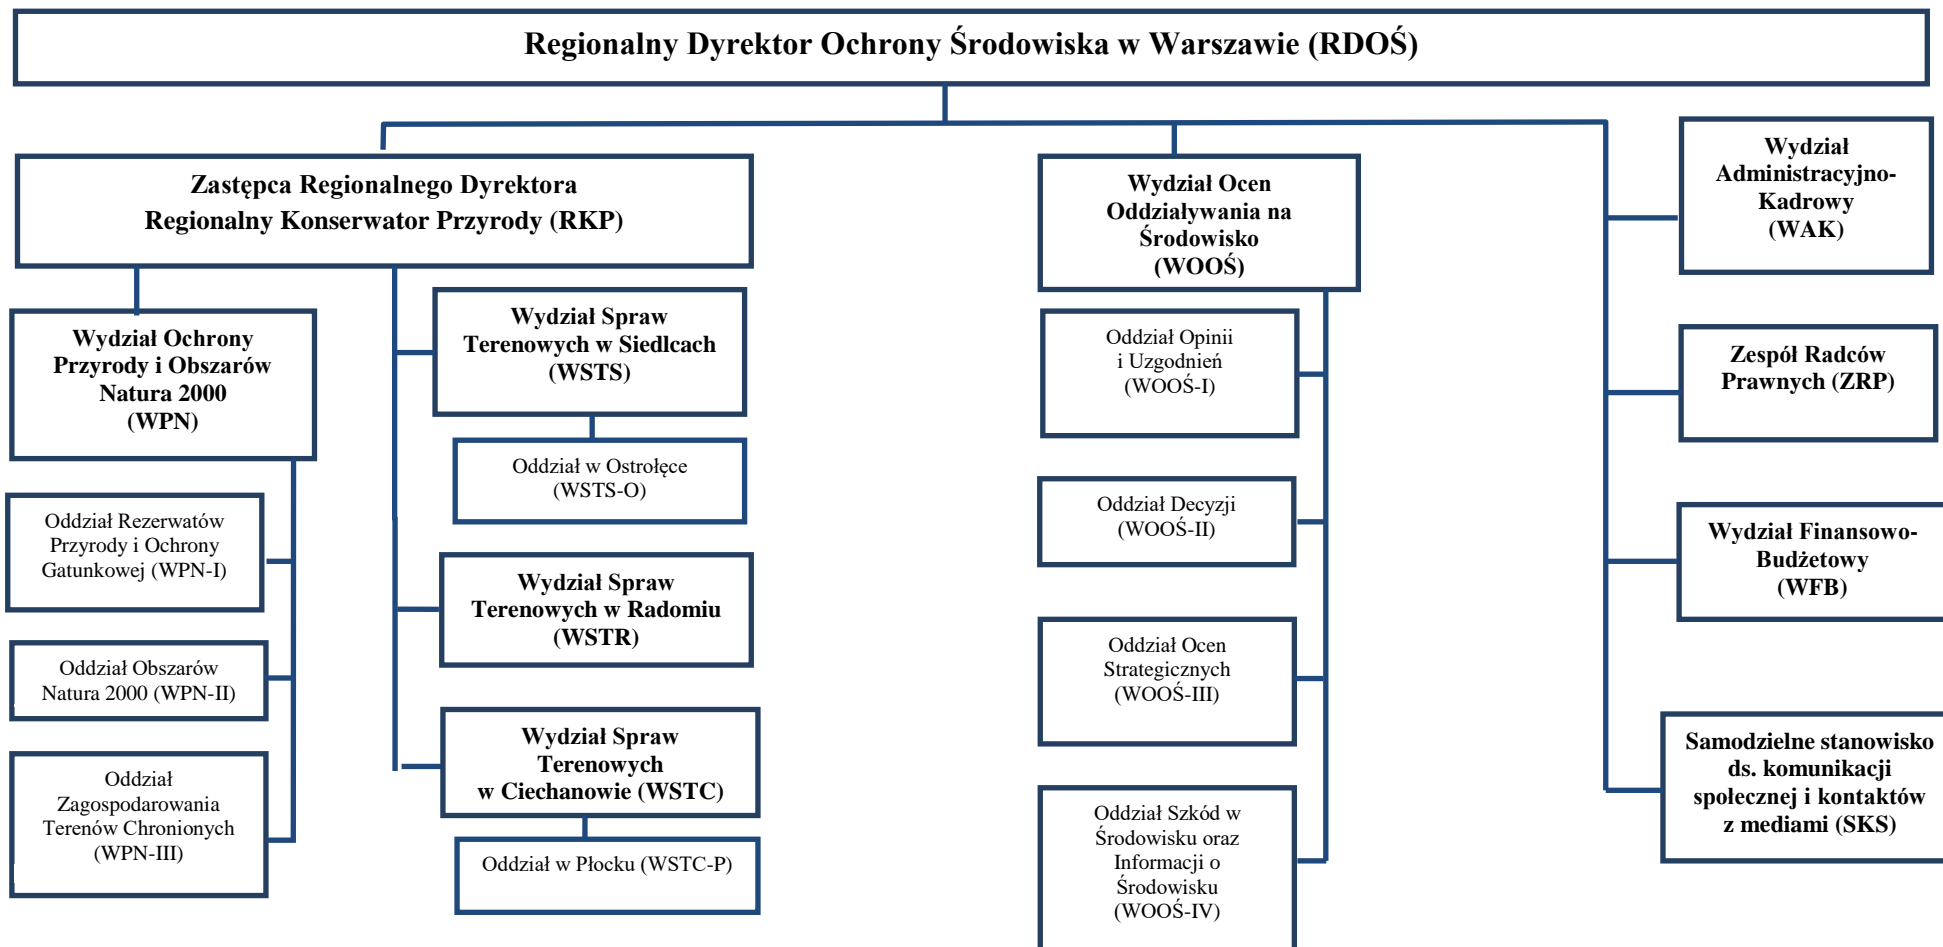 Regionalny Dyrektor Ochrony Środowiska w Warszawie (RDOŚ)
Zastępca Regionalnego Dyrektora
Regionalny Konserwator Przyrody (RKP)
Wydział Ochrony
Przyrody i Obszarów
Natura 2000
(WPN)
Oddział Rezerwatów
Przyrody i Ochrony
Gatunkowej (WPN-I)
Oddział Obszarów
Natura 2000 (WPN-II)
Oddział
Zagospodarowania
Terenów Chronionych
(WPN-III)
Wydział Spraw
Terenowych w Siedlcach
(WSTS)
Oddział w Ostrołęce
(WSTS-O)
Wydział Spraw
Terenowych w Radomiu
(WSTR)
Wydział Spraw
Terenowych
w Ciechanowie (WSTC)
Oddział w Płocku (WSTC-P)
Wydział Ocen
Oddziaływania na
Środowisko
(WOOŚ)
Oddział Opinii
i Uzgodnień
(WOOŚ-I)
Oddział Decyzji
(WOOŚ-II)
Oddział Ocen
Strategicznych
(WOOŚ-III)
Oddział Szkód w
Środowisku oraz
Informacji o
Środowisku
(WOOŚ-IV)
Wydział
Administracyjno-
Kadrowy
(WAK)
Zespół Radców
Prawnych (ZRP)
Wydział Finansowo-
Budżetowy
(WFB)
Samodzielne stanowisko
ds. komunikacji
społecznej i kontaktów
z mediami (SKS)